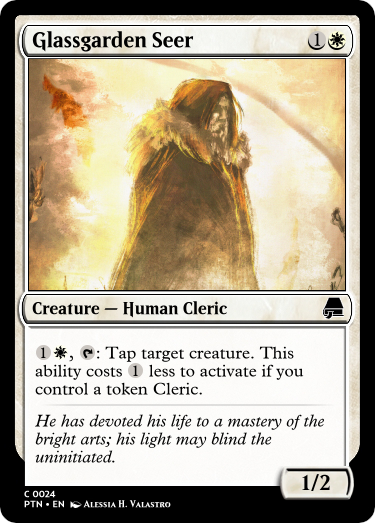 Glassgarden Seer 1
Creature — Human Cleric
1, : Tap target creature. This
ability costs 1 less to activate if you
control a token Cleric.
He has devoted his life to a mastery of the
bright arts; his light may blind the
uninitiated.
1/2
C 0024
PTN • EN Alessia H. Valastro